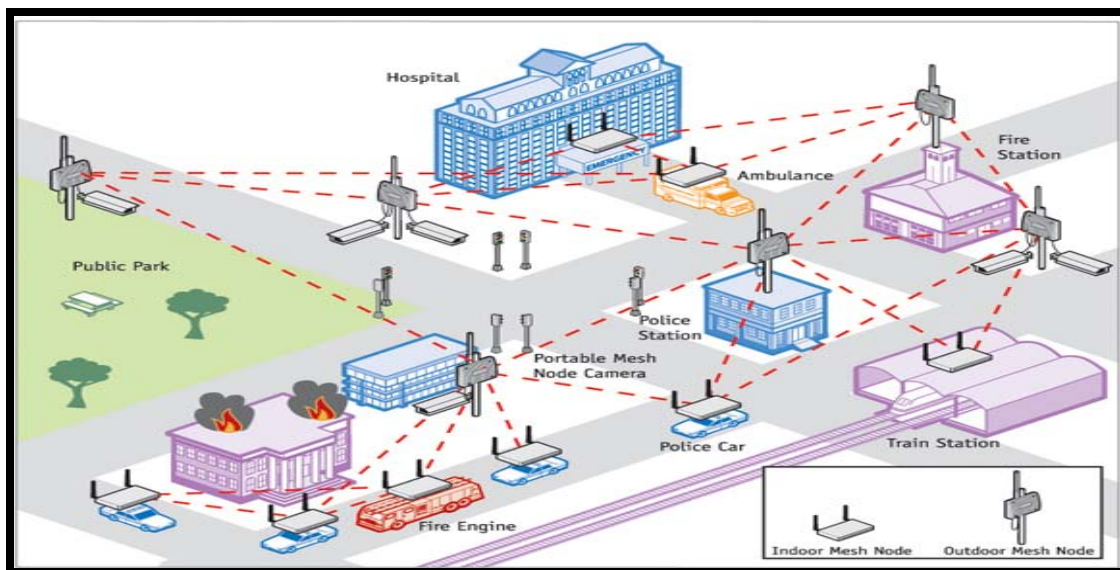 Hospital
EMERGENCY
Ambulance
Fire
Station
Public Park
Police
Station
Portable Mesh
Node Camera
Police Car
Train Station
Fire Engine
Indoor Mesh Node
Outdoor Mesh Node